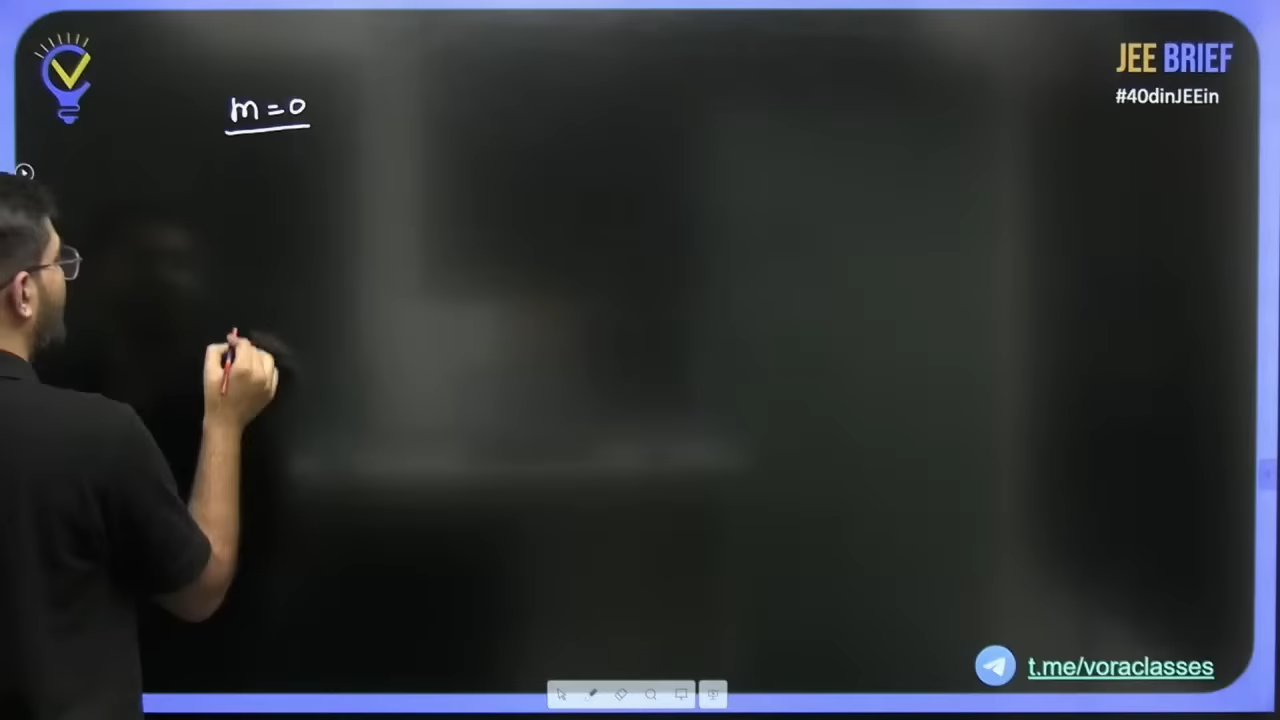 JEE BRIEF
#40dinJEEin
m = 0
t.me/voraclasses